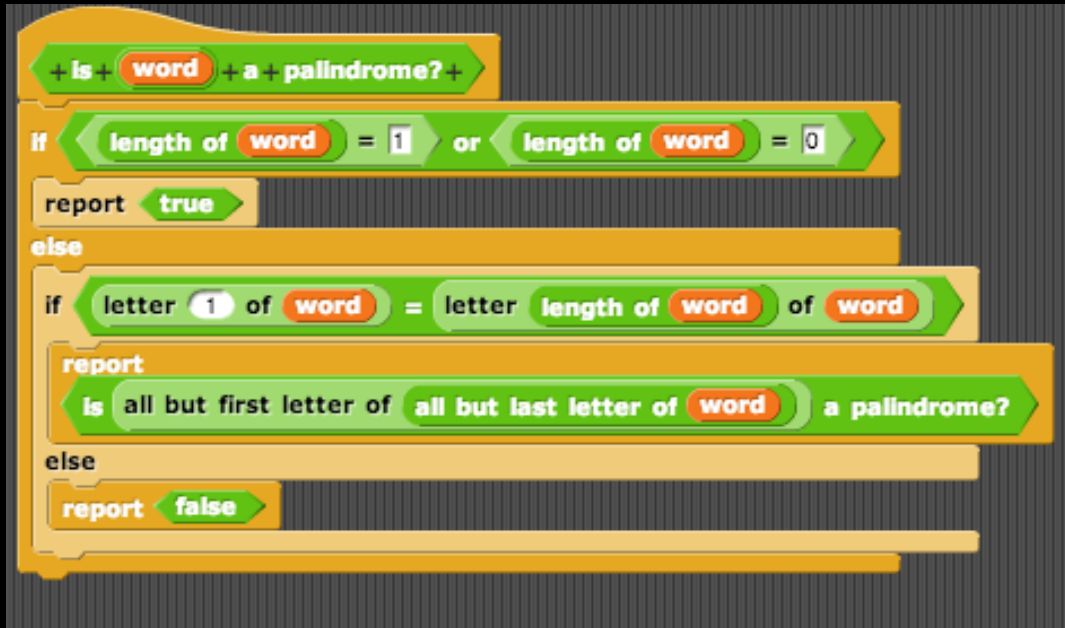 +is+ word +a+palindrome?+
if length of word = 1 or length of word = 0
report true
else
if letter 1 of word = letter length of word of word
report
is all but first letter of all but last letter of word a palindrome?
else
report false